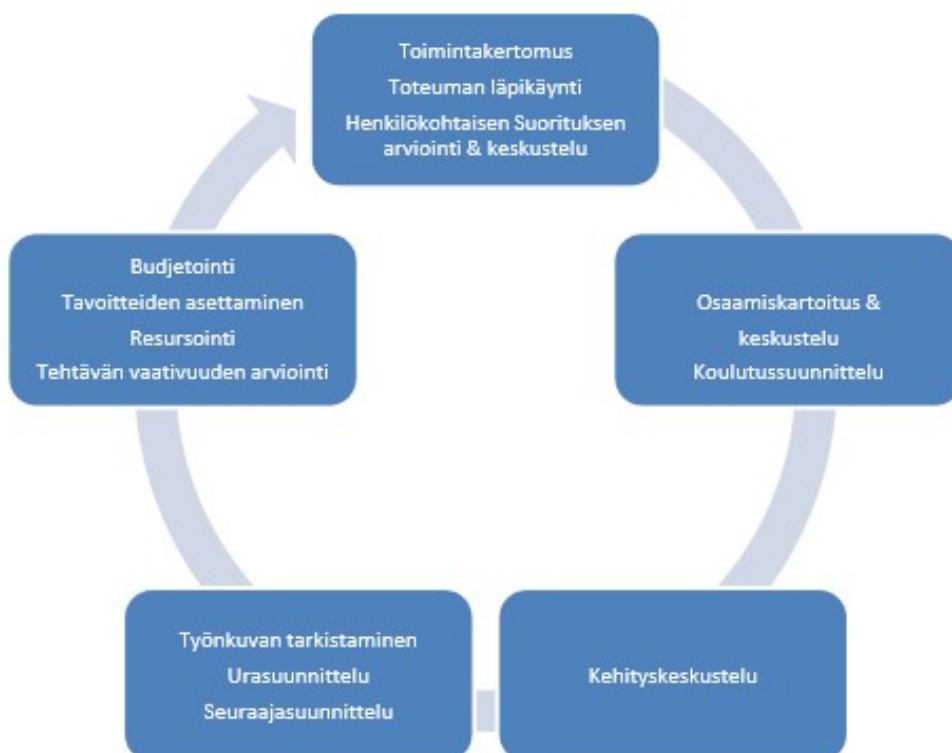 Toimintakertomus
Toteuman läpikäynti
Henkilökohtaisen Suorituksen
arviointi & keskustelu
Osaamiskartoitus &
keskustelu
Koulutussuunnittelu
Kehityskeskustelu
Työnkuvan tarkistaminen
Urasuunnittelu
Seuraajasuunnittelu
Budjetointi
Tavoitteiden asettaminen
Resursointi
Tehtävän vaativuuden arviointi